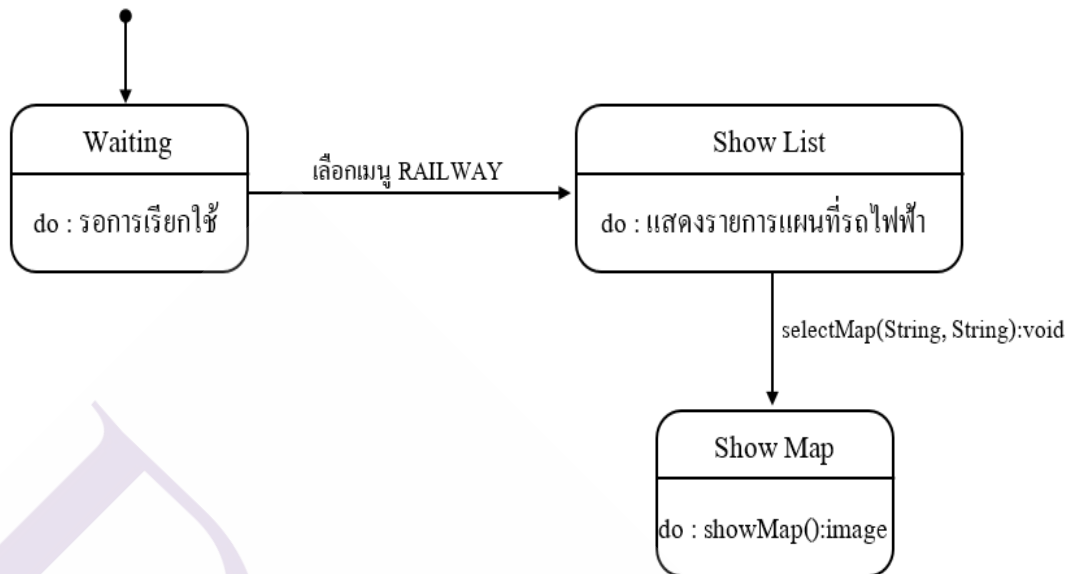 Waiting
do : รอการเรียกใช้
เลือกเมนู RAILWAY
Show List
do : แสดงรายการแผนที่รถไฟฟ้า
selectMap(String, String):void
Show Map
do : showMap():image